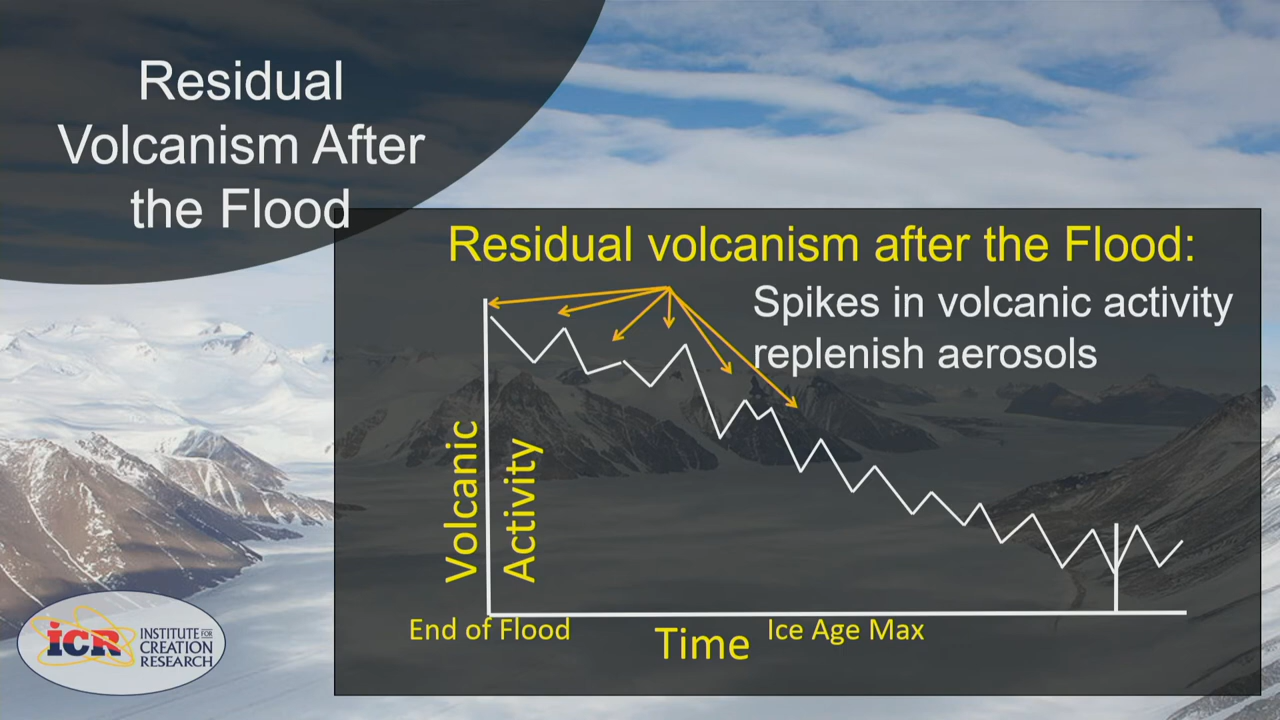 Residual
Volcanism After
the Flood
Residual volcanism after the Flood:
Spikes in volcanic activity
replenish aerosols
Volcanic
Activity
End of Flood
Time
Ice Age Max
ICR
INSTITUTE FOR
CREATION
RESEARCH